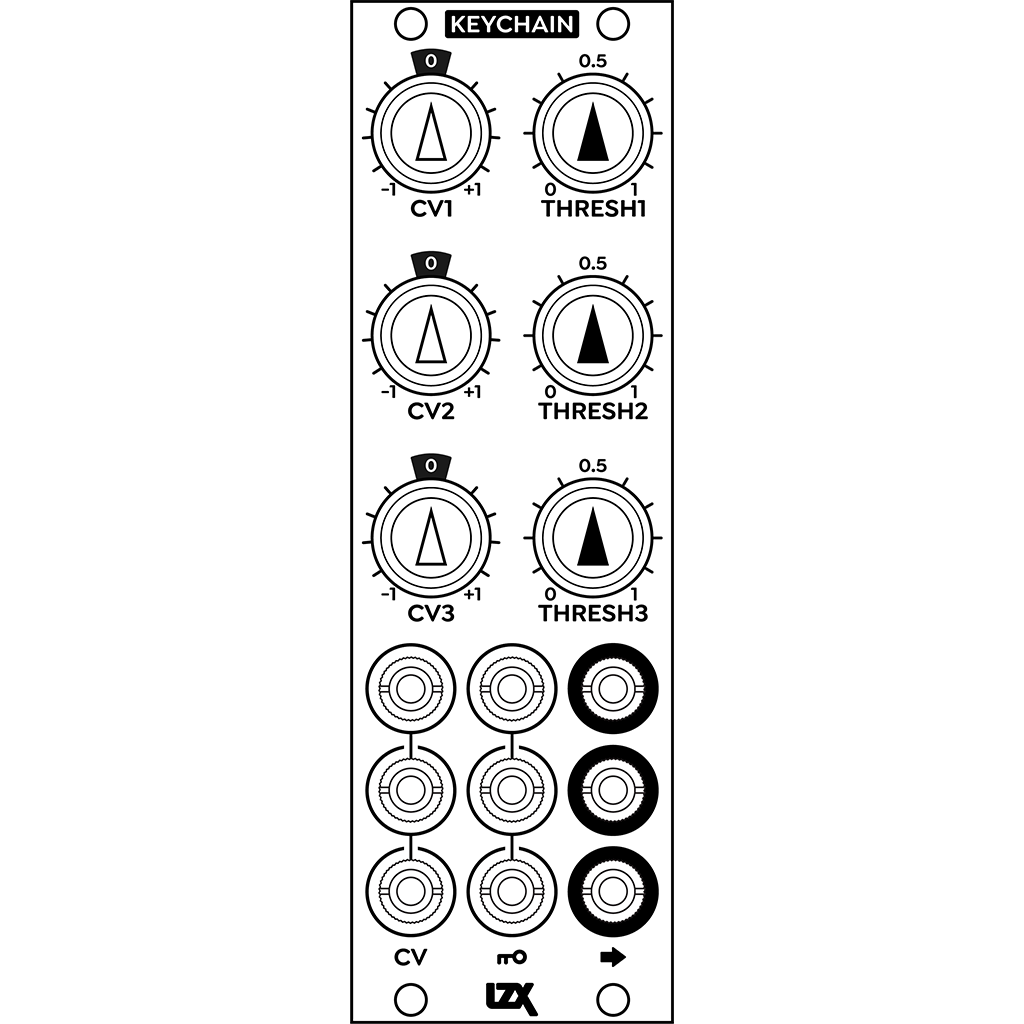 KEYCHAIN
0 0.5
-1 +1 0 1
CV1 THRESH1
0 0.5
-1 +1 0 1
CV2 THRESH2
0 0.5
-1 +1 0 1
CV3 THRESH3
CV
LZX